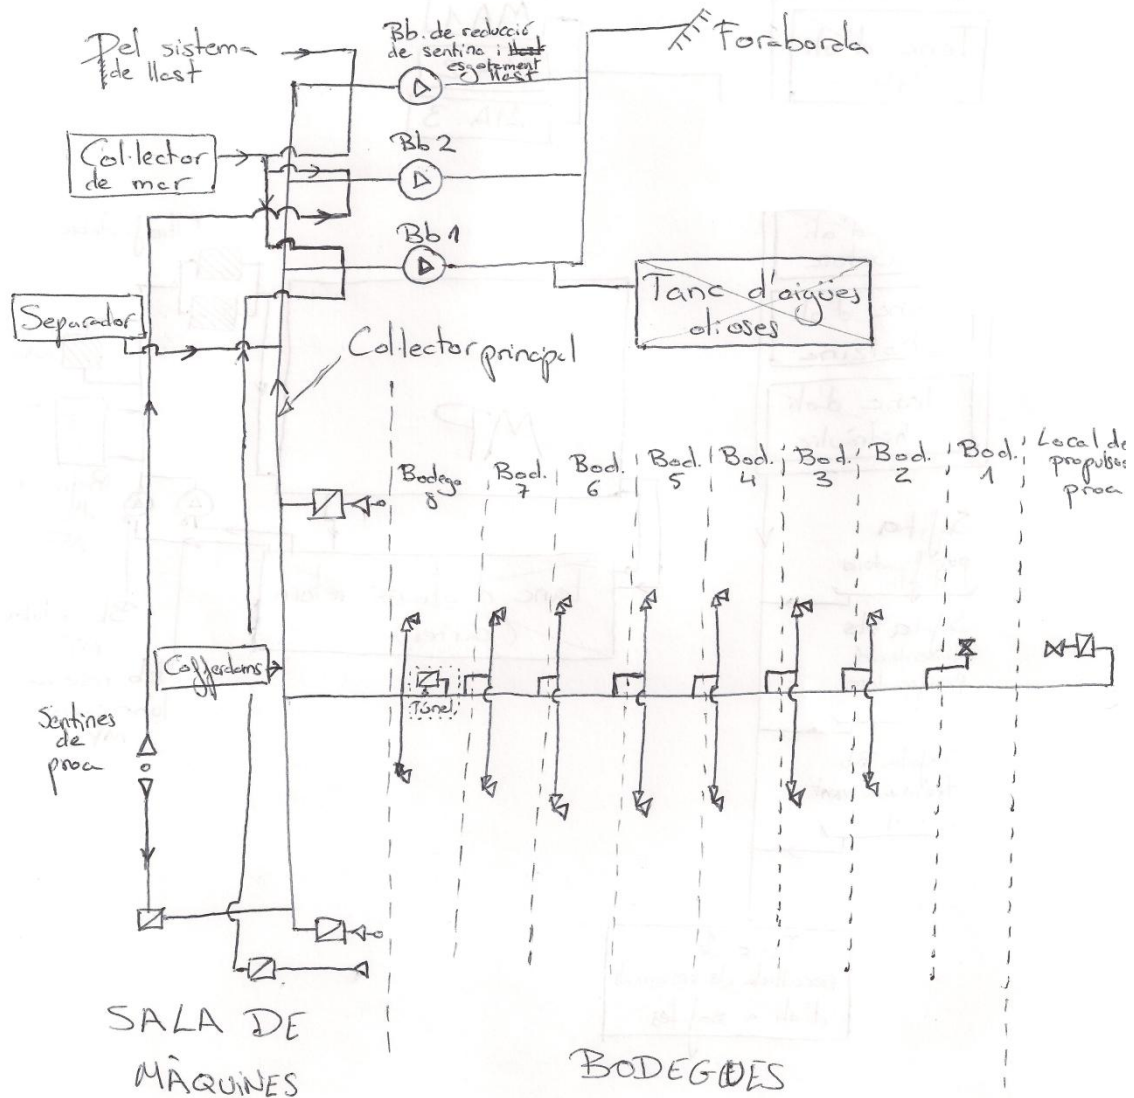 Del sistema
de llast
Bb. de reducció
de sentina i llast
esgotament
llast
Foraborda
Col·lector
de mar
Bb 2
Bb 1
Tanc d'aigües
olioses
Separador
Col·lector principal
Bodega
8
Bod.
7
Bod.
6
Bod.
5
Bod.
4
Bod.
3
Bod.
2
Bod.
1
Local de
propulsor
proa
Cofferdams
Túnel
Sentines
de
proa
SALA DE
MÀQUINES
BODEGUES